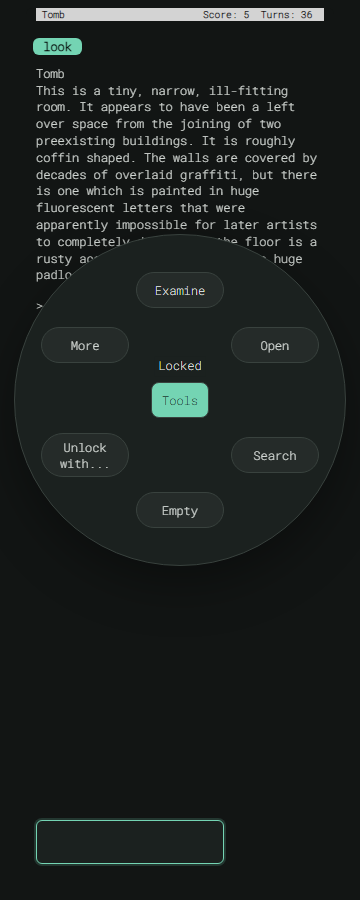 Tomb Score: 5 Turns: 36
look
Tomb
This is a tiny, narrow, ill-fitting
room. It appears to have been a left
over space from the joining of two
preexisting buildings. It is roughly
coffin shaped. The walls are covered by
decades of overlaid graffiti, but there
is one which is painted in huge
fluorescent letters that were
apparently impossible for later artists
to completely the floor is a
rusty huge
>
Examine
More
Open
Locked
Tools
Unlock
with...
Search
Empty